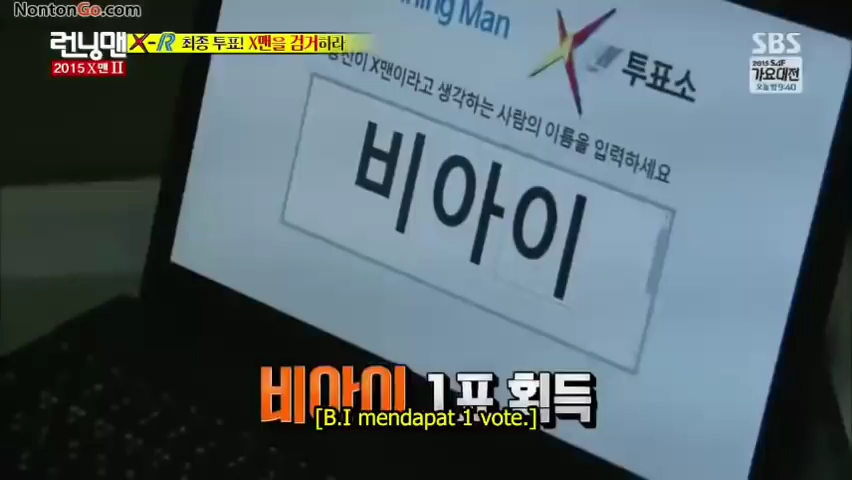 NontonGo.com
런닝맨 X-R 최종 투표! X맨을 검거하라
2015 X맨 II
SBS
2015 SAF
가요대전
오늘 밤 9:40
ning Man X 투표소
당신이 X맨이라고 생각하는 사람의 이름을 입력하세요
비아이
비아이 1표 획득
[B.I mendapat 1 vote.]